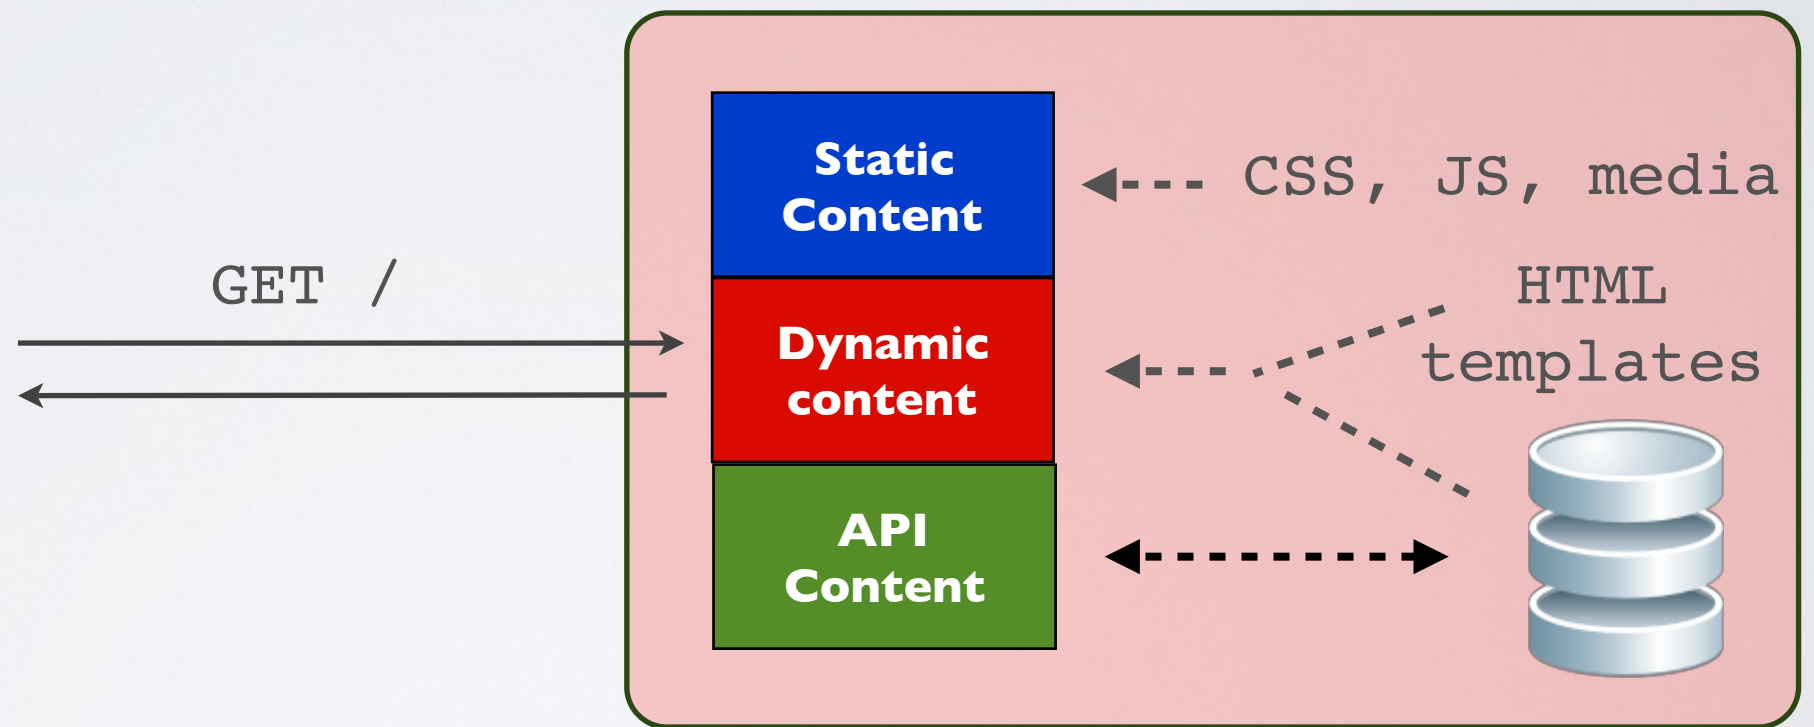 GET /
Static
Content
CSS, JS, media
Dynamic
content
HTML
templates
API
Content